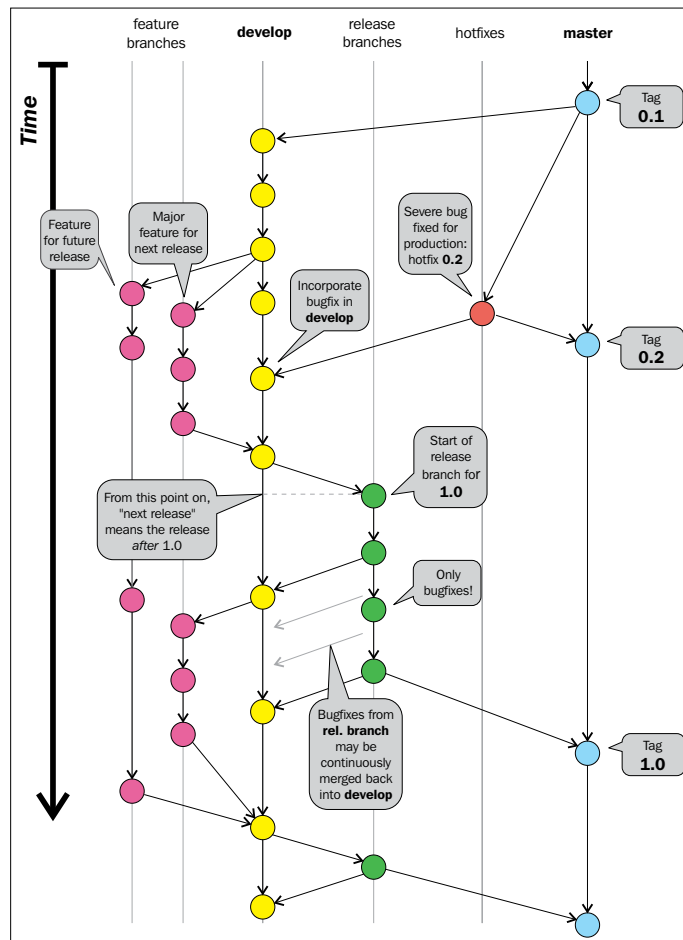 feature
branches
develop
release
branches
hotfixes
master
Time
Tag
0.1
Feature
for future
release
Major
feature for
next release
Severe bug
fixed for
production:
hotfix 0.2
Incorporate
bugfix in
develop
Tag
0.2
Start of
release
branch for
1.0
From this point on,
"next release"
means the release
after 1.0
Only
bugfixes!
Bugfixes from
rel. branch
may be
continuously
merged back
into develop
Tag
1.0